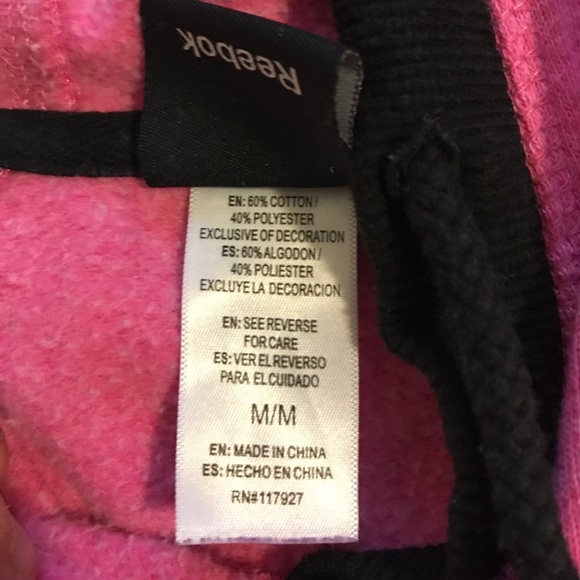 Reebok
EN: 60% COTTON/
40% POLYESTER
EXCLUSIVE OF DECORATION
ES: 60% ALGODON/
40% POLIESTER
EXCLUYE LA DECORACION
EN: SEE REVERSE
FOR CARE
ES: VER EL REVERSO
PARA EL CUIDADO
M/M
EN: MADE IN CHINA
ES: HECHO EN CHINA
RN#117927